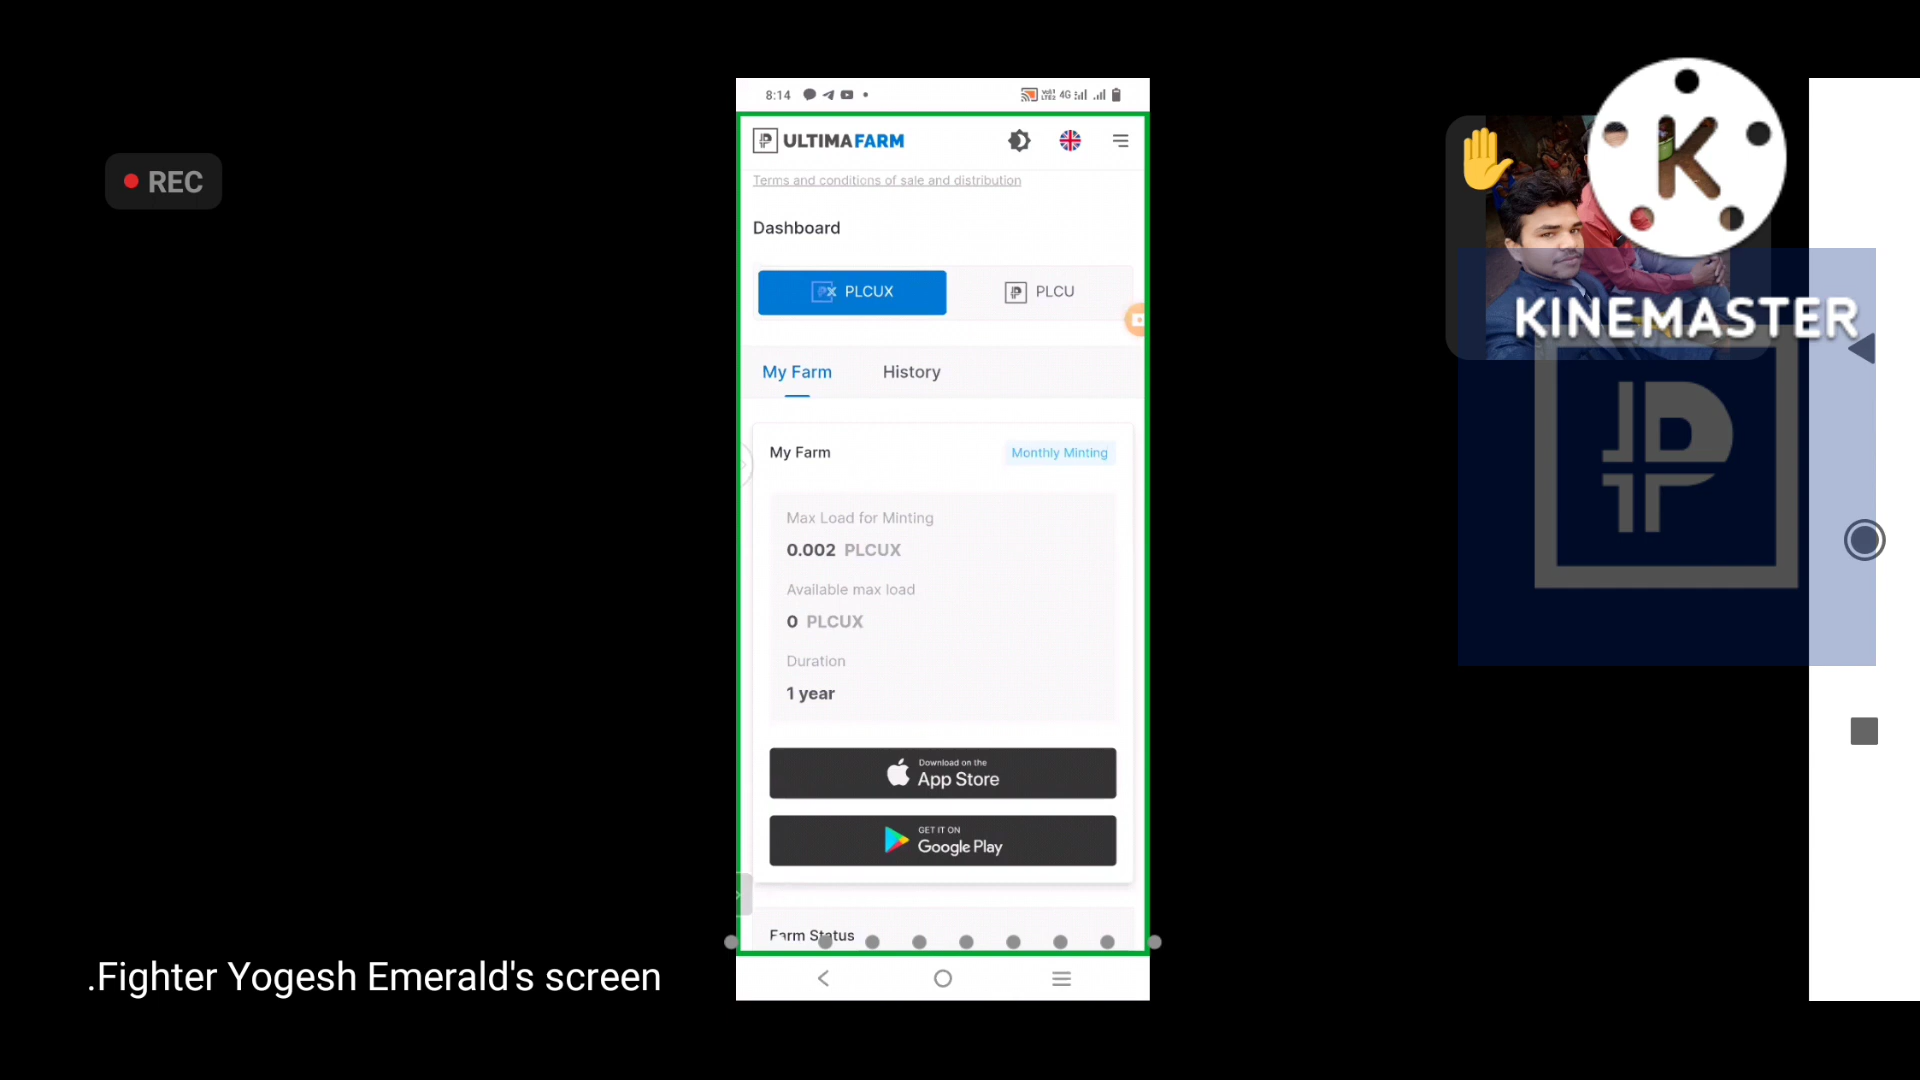 8:14
4G
REC
ULTIMAFARM
Terms and conditions of sale and distribution
Dashboard
PLCUX
PLCU
KINEMASTER
My Farm
History
My Farm
Monthly Minting
Max Load for Minting
0.002 PLCUX
Available max load
0 PLCUX
Duration
1 year
Download on the
App Store
GET IT ON
Google Play
Farm Status
.Fighter Yogesh Emerald's screen